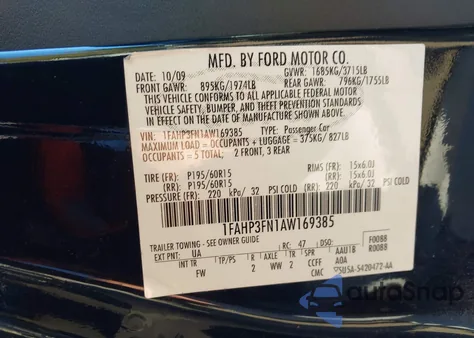 MFD. BY FORD MOTOR CO.
DATE: 10/09 GVWR: 1685KG/3715LB
FRONT GAWR: 895KG/1974LB REAR GAWR: 796KG/1755LB
THIS VEHICLE CONFORMS TO ALL APPLICABLE FEDERAL MOTOR
VEHICLE SAFETY, BUMPER, AND THEFT PREVENTION STANDARDS IN
EFFECT ON THE DATE OF MANUFACTURE SHOWN ABOVE.
VIN: 1FAHP3FN1AW169385 TYPE: Passenger Car
MAXIMUM LOAD = OCCUPANTS + LUGGAGE = 375KG/ 827LB
OCCUPANTS = 5 TOTAL: 2 FRONT, 3 REAR
TIRE (FR): P195/60R15 RIMS (FR): 15x6.0J
TIRE (RR): P195/60R15 RIMS (RR): 15x6.0J
PRESSURE (FR): 220 kPa/ 32 PSI COLD (RR): 220 kPa/ 32 PSI COLD
1FAHP3FN1AW169385
TRAILER TOWING - SEE OWNER GUIDE F0088
EXT PNT: UA RC: 47 DSO: R0088
INT TR TP/PS R AXLE TR AAUTB
FW 2 WW 2 CCFF A0A
CMC 5420472-AA
autoSnap